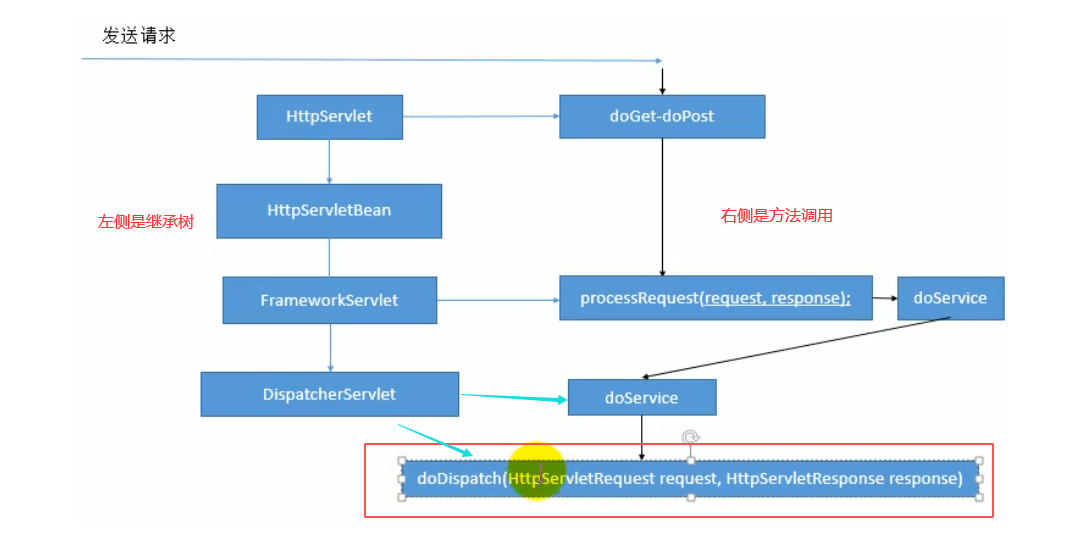 发送请求
HttpServlet
doGet-doPost
HttpServletBean
左侧是继承树
右侧是方法调用
FrameworkServlet
processRequest(request, response);
doService
DispatcherServlet
doService
doDispatch(HttpServletRequest request, HttpServletResponse response)